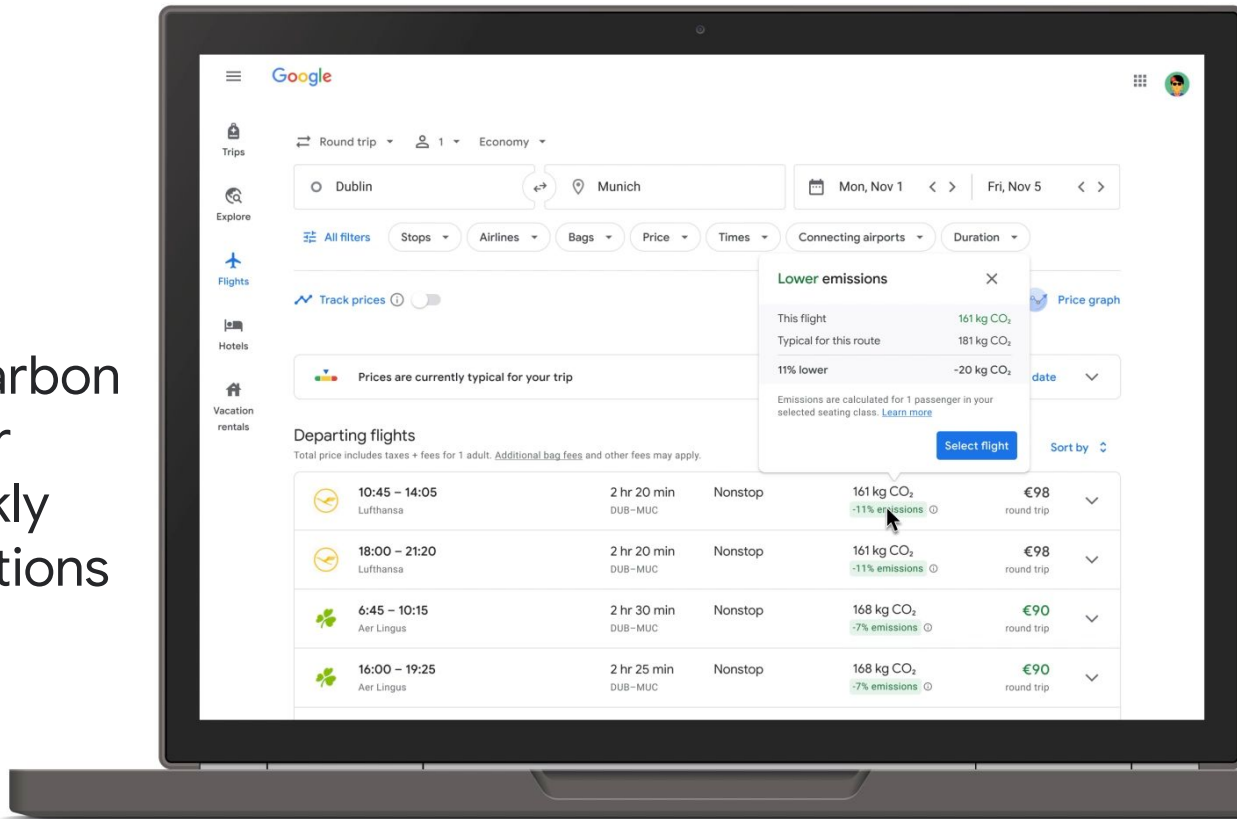 arbon
r
kly
tions
Google
Trips
Explore
Flights
Hotels
Vacation
rentals
Round trip 1 Economy
Dublin Munich Mon, Nov 1 Fri, Nov 5
All filters Stops Airlines Bags Price Times Connecting airports Duration
Track prices Price graph
Lower emissions
This flight 161 kg CO₂
Typical for this route 181 kg CO₂
11% lower -20 kg CO₂
Emissions are calculated for 1 passenger in your
selected seating class. Learn more
Select flight
Prices are currently typical for your trip date
Departing flights
Total price includes taxes + fees for 1 adult. Additional bag fees and other fees may apply.
Sort by
10:45 – 14:05 2 hr 20 min Nonstop 161 kg CO₂ €98
Lufthansa DUB–MUC -11% emissions round trip
18:00 – 21:20 2 hr 20 min Nonstop 161 kg CO₂ €98
Lufthansa DUB–MUC -11% emissions round trip
6:45 – 10:15 2 hr 30 min Nonstop 168 kg CO₂ €90
Aer Lingus DUB–MUC -7% emissions round trip
16:00 – 19:25 2 hr 25 min Nonstop 168 kg CO₂ €90
Aer Lingus DUB–MUC -7% emissions round trip